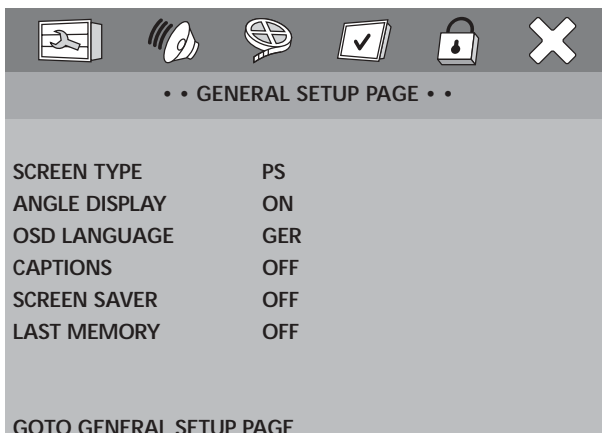 • • GENERAL SETUP PAGE • •
SCREEN TYPE PS
ANGLE DISPLAY ON
OSD LANGUAGE GER
CAPTIONS OFF
SCREEN SAVER OFF
LAST MEMORY OFF
GOTO GENERAL SETUP PAGE